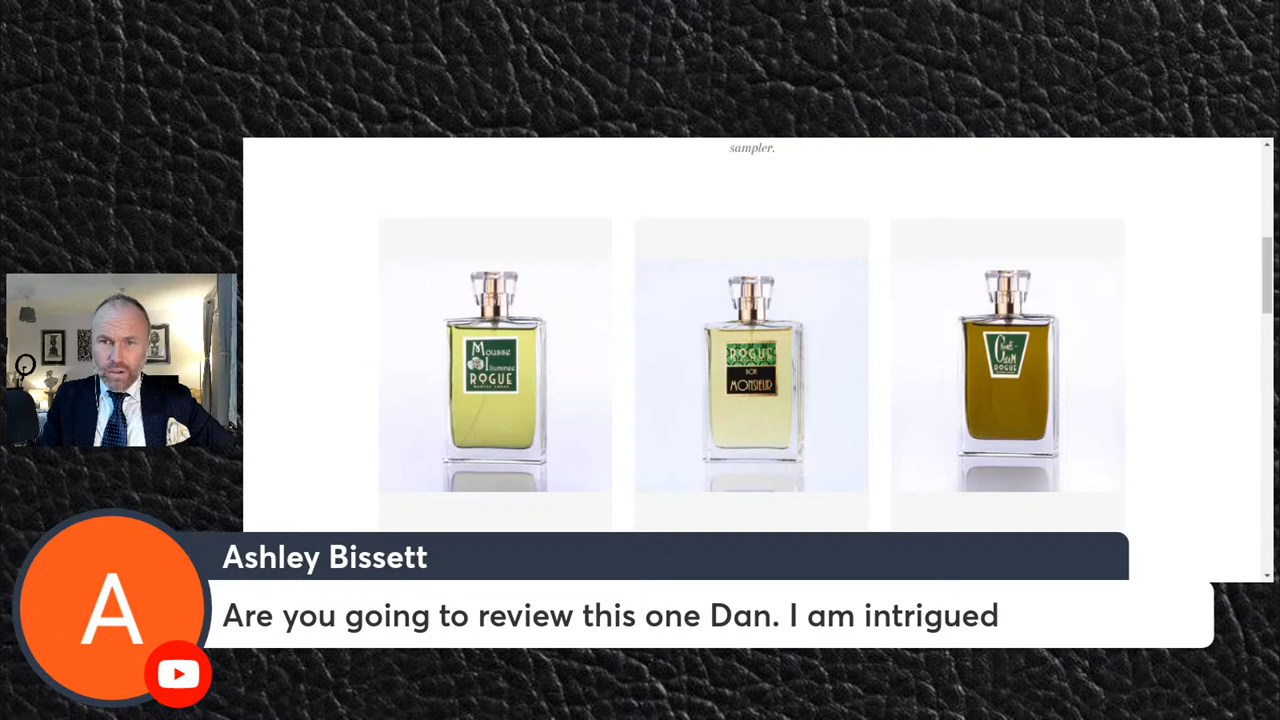 sampler.
Mousse
Illuminee
ROGUE
ROGUE
BON
MONSIEUR
ROGUE
A
Ashley Bissett
Are you going to review this one Dan. I am intrigued